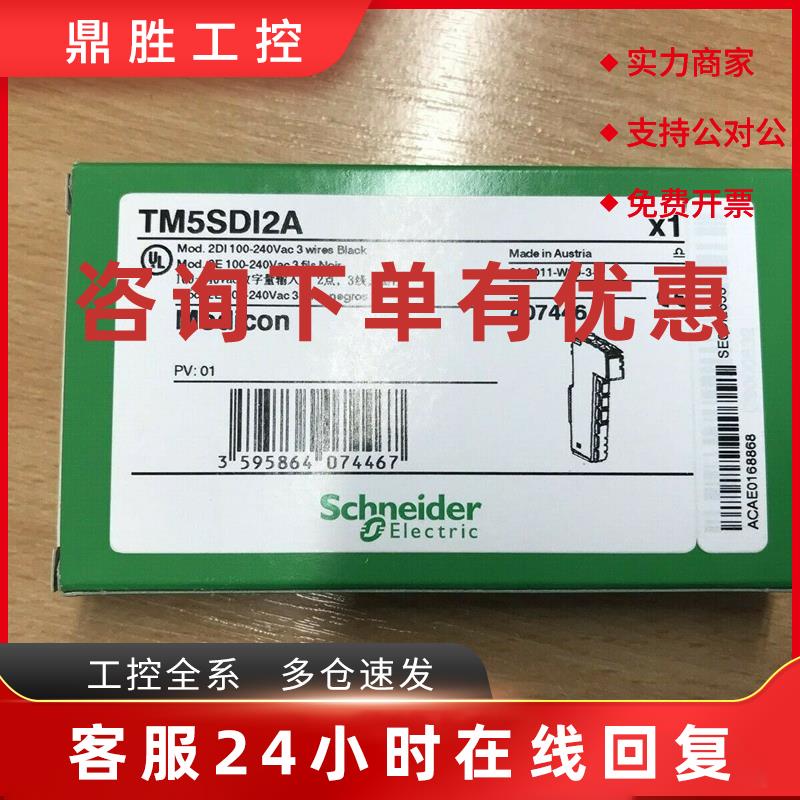 鼎胜工控
实力商家
支持公对公
免费开票
TM5SDI2A
x1
UL
Mod. 2DI 100-240Vac 3 wires Black
Made in Austria
咨询下单有优惠
Modicon
407446
PV: 01
3 595864 074467
Schneider
Electric
ACAE0168868
工控全系 多仓速发
客服24小时在线回复